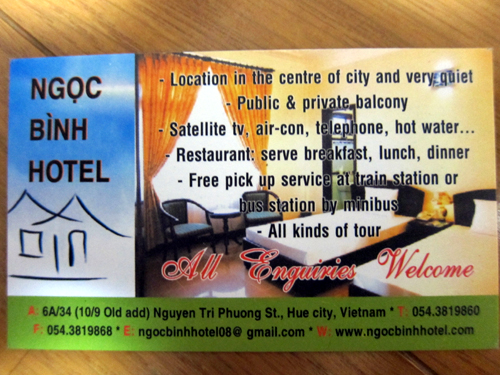 NGỌC
BÌNH
HOTEL
- Location in the centre of city and very quiet
- Public & private balcony
- Satellite tv, air-con, telephone, hot water...
- Restaurant: serve breakfast, lunch, dinner
- Free pick up service at train station or
bus station by minibus
- All kinds of tour
All Enquiries Welcome
A: 6A/34 (10/9 Old add) Nguyen Tri Phuong St., Hue city, Vietnam * T: 054.3819860
F: 054.3819868 * E: ngocbinhhotel08@ gmail.com * W: www.ngocbinhhotel.com